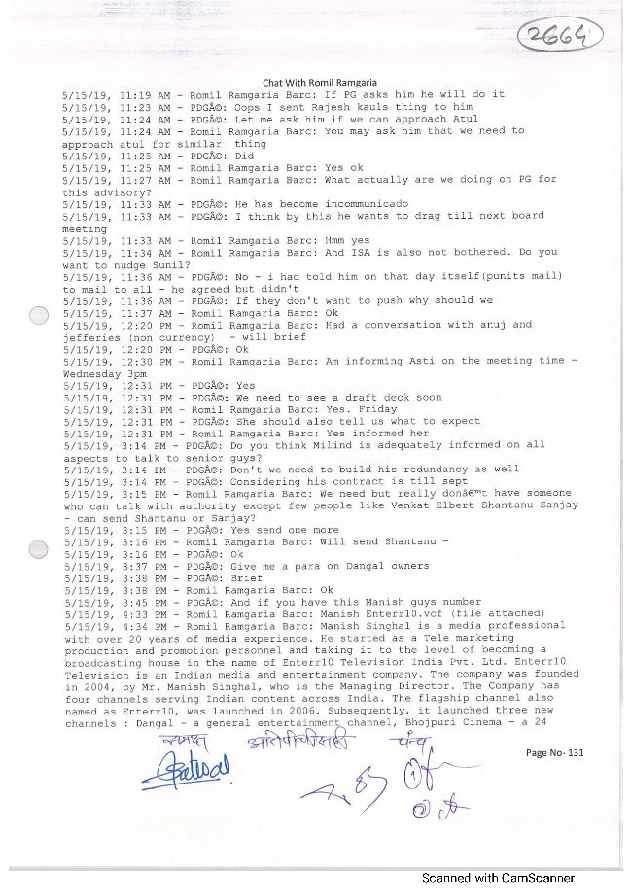 2664
Chat With Romil Ramgaria
5/15/19, 11:19 AM - Romil Ramgaria Barc: If PG asks him he will do it
5/15/19, 11:23 AM - PDGÂ©: Oops I sent Rajesh kauls thing to him
5/15/19, 11:24 AM - PDGÂ©: Let me ask him if we can approach Atul
5/15/19, 11:24 AM - Romil Ramgaria Barc: You may ask him that we need to
approach atul for similar thing
5/15/19, 11:25 AM - PDGÂ©: Did
5/15/19, 11:25 AM - Romil Ramgaria Barc: Yes ok
5/15/19, 11:27 AM - Romil Ramgaria Barc: What actually are we doing on PG for
this advisory?
5/15/19, 11:33 AM - PDGÂ©: He has become incommunicado
5/15/19, 11:33 AM - PDGÂ©: I think by this he wants to drag till next board
meeting
5/15/19, 11:33 AM - Romil Ramgaria Barc: Hmm yes
5/15/19, 11:34 AM - Romil Ramgaria Barc: And ISA is also not bothered. Do you
want to nudge Sunil?
5/15/19, 11:36 AM - PDGÂ©: No - i had told him on that day itself(punits mail)
to mail to all - he agreed but didn't
5/15/19, 11:36 AM - PDGÂ©: If they don't want to push why should we
5/15/19, 11:37 AM - Romil Ramgaria Barc: Ok
5/15/19, 12:20 PM - Romil Ramgaria Barc: Had a conversation with anuj and
jefferies (non currency) - will brief
5/15/19, 12:20 PM - PDGÂ©: Ok
5/15/19, 12:30 PM - Romil Ramgaria Barc: Am informing Asti on the meeting time -
Wednesday 3pm
5/15/19, 12:31 PM - PDGÂ©: Yes
5/15/19, 12:31 PM - PDGÂ©: We need to see a draft deck soon
5/15/19, 12:31 PM - Romil Ramgaria Barc: Yes. Friday
5/15/19, 12:31 PM - PDGÂ©: She should also tell us what to expect
5/15/19, 12:31 PM - Romil Ramgaria Barc: Yes informed her
5/15/19, 3:14 PM - PDGÂ©: Do you think Milind is adequately informed on all
aspects to talk to senior guys?
5/15/19, 3:14 PM - PDGÂ©: Don't we need to build his redundancy as well
5/15/19, 3:14 PM - PDGÂ©: Considering his contract is till sept
5/15/19, 3:15 PM - Romil Ramgaria Barc: We need but really donâ€™t have someone
who can talk with authority except few people like Venkat Elbert Shantanu Sanjay
- can send Shantanu or Sanjay?
5/15/19, 3:15 PM - PDGÂ©: Yes send one more
5/15/19, 3:16 PM - Romil Ramgaria Barc: Will send Shantanu -
5/15/19, 3:16 PM - PDGÂ©: Ok
5/15/19, 3:37 PM - PDGÂ©: Give me a para on Dangal owners
5/15/19, 3:38 PM - PDGÂ©: Brief
5/15/19, 3:38 PM - Romil Ramgaria Barc: Ok
5/15/19, 3:45 PM - PDGÂ©: And if you have this Manish guys number
5/15/19, 4:33 PM - Romil Ramgaria Barc: Manish Enterr10.vcf (file attached)
5/15/19, 4:34 PM - Romil Ramgaria Barc: Manish Singhal is a media professional
with over 20 years of media experience. He started as a Tele marketing
production and promotion personnel and taking it to the level of becoming a
broadcasting house in the name of Enterr10 Television India Pvt. Ltd. Enterr10
Television is an Indian media and entertainment company. The company was founded
in 2004, by Mr. Manish Singhal, who is the Managing Director. The Company has
four channels serving Indian content across India. The flagship channel also
named as Enterr10, was launched in 2006. Subsequently, it launched three new
channels : Dangal - a general entertainment channel, Bhojpuri Cinema - a 24
पंच
Page No- 131
Scanned with CamScanner